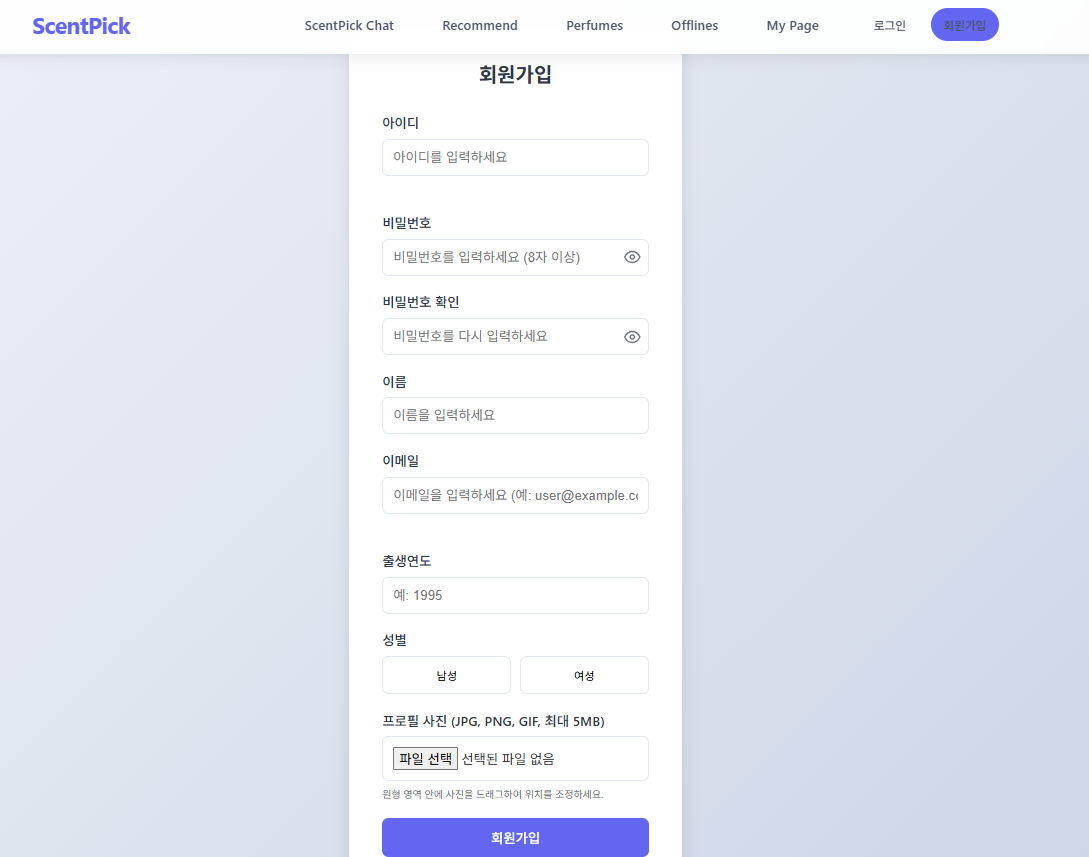 ScentPick
ScentPick Chat
Recommend
Perfumes
Offlines
My Page
로그인
회원가입
회원가입
아이디
아이디를 입력하세요
비밀번호
비밀번호를 입력하세요 (8자 이상)
비밀번호 확인
비밀번호를 다시 입력하세요
이름
이름을 입력하세요
이메일
이메일을 입력하세요 (예: user@example.co
출생연도
예: 1995
성별
남성
여성
프로필 사진 (JPG, PNG, GIF, 최대 5MB)
파일 선택 선택된 파일 없음
원형 영역 안에 사진을 드래그하여 위치를 조정하세요.
회원가입